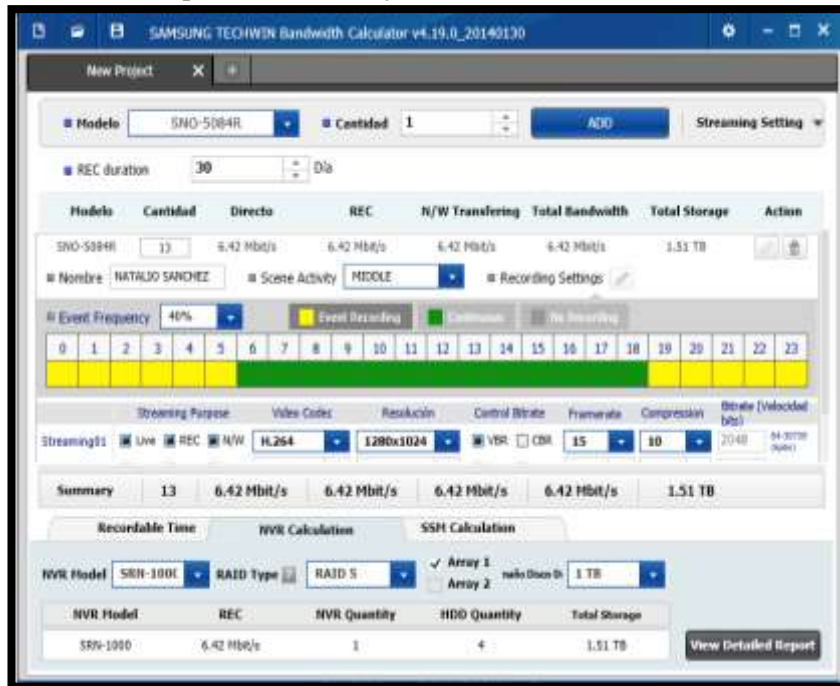 SAMSUNG TECHWIN Bandwidth Calculator v4.19.0_20140130
New Project
Modelo SNO-5084R Cantidad 1 ADD Streaming Setting
REC duration 30 Día
Modelo Cantidad Directo REC N/W Transfering Total Bandwidth Total Storage Action
SNO-5084R 13 6.42 Mbit/s 6.42 Mbit/s 6.42 Mbit/s 6.42 Mbit/s 1.51 TB
Nombre NATALIO SANCHEZ Scene Activity MIDDLE Recording Settings
Event Frequency 40% Event Recording Continuous No Recording
0 1 2 3 4 5 6 7 8 9 10 11 12 13 14 15 16 17 18 19 20 21 22 23
Streaming Purpose Video Codec Resolución Control Bitrate Framerate Compression Bitrate (Velocidad bits)
Streaming01 Live REC N/W H.264 1280x1024 VBR CBR 15 10 2048
Summary 13 6.42 Mbit/s 6.42 Mbit/s 6.42 Mbit/s 6.42 Mbit/s 1.51 TB
Recordable Time NVR Calculation SSM Calculation
NVR Model SRN-100 RAID Type RAID 5 Array 1 1 TB
Array 2
NVR Model REC NVR Quantity HDD Quantity Total Storage
SRN-1000 6.42 Mbit/s 1 4 1.51 TB View Detailed Report